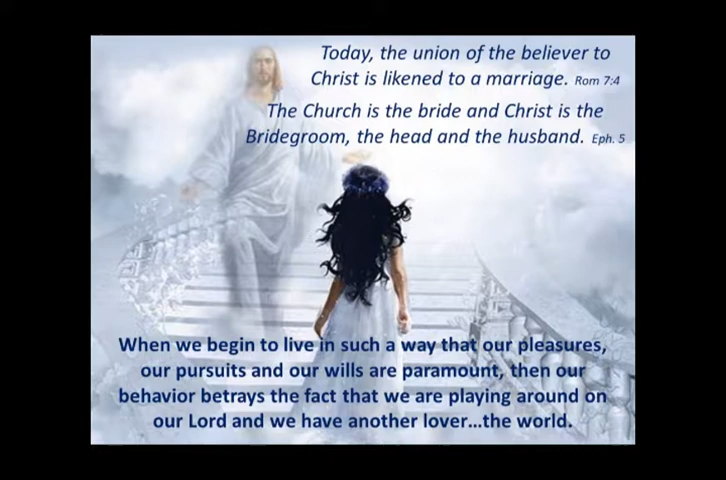 Today, the union of the believer to
Christ is likened to a marriage. Rom 7:4
The Church is the bride and Christ is the
Bridegroom, the head and the husband. Eph. 5
When we begin to live in such a way that our pleasures,
our pursuits and our wills are paramount, then our
behavior betrays the fact that we are playing around on
our Lord and we have another lover...the world.